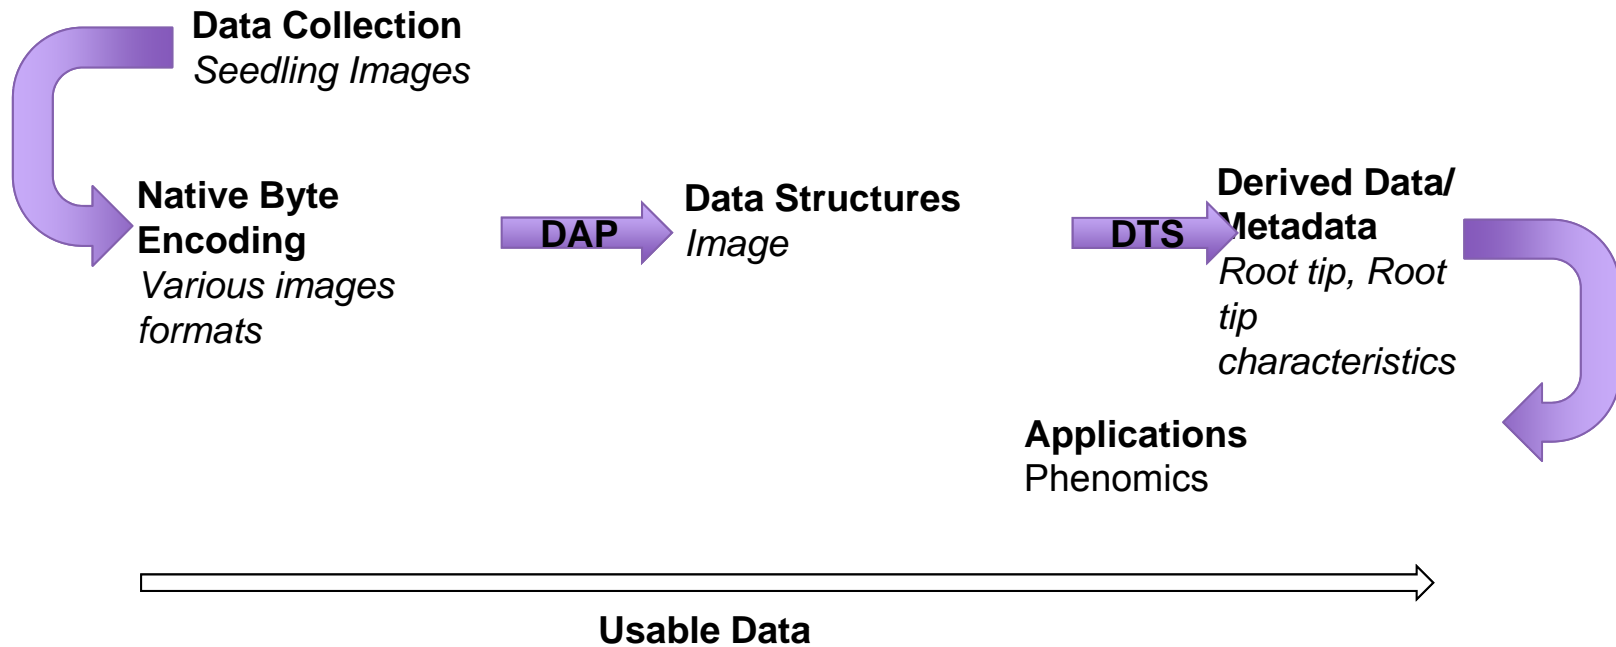 Data Collection
Seedling Images
Native Byte
Encoding
Various images
formats
DAP
Data Structures
Image
DTS
Derived Data/
Metadata
Root tip, Root
tip
characteristics
Applications
Phenomics
Usable Data